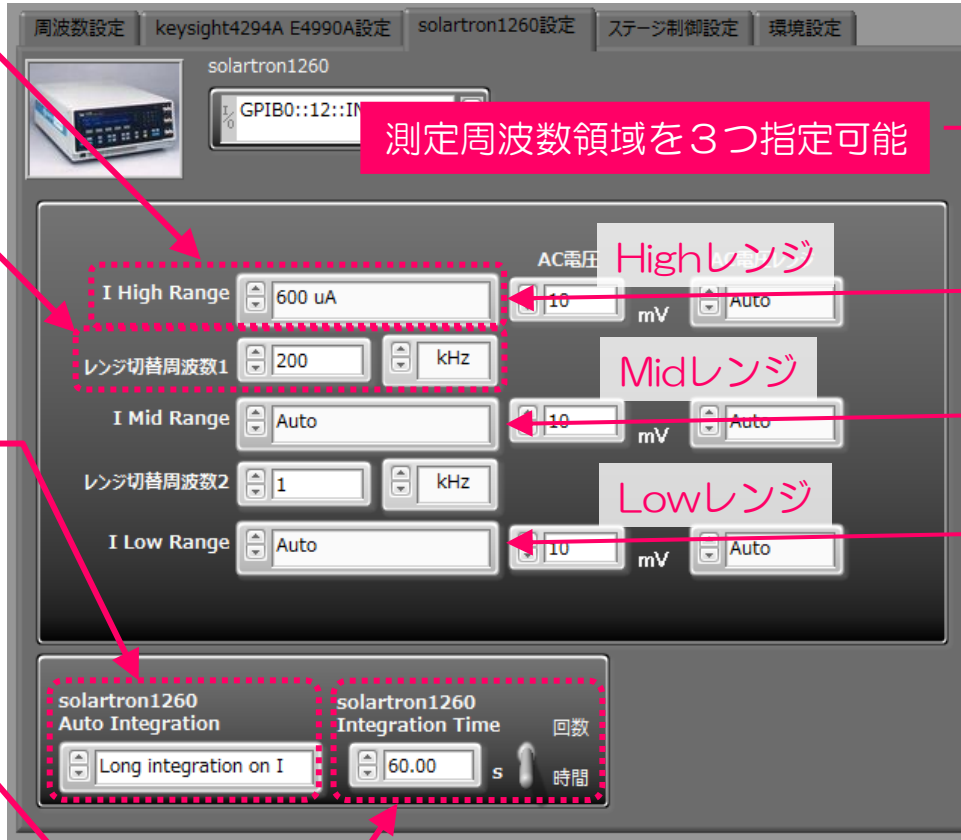 周波数設定 keysight4294A E4990A設定 solartron1260設定 ステージ制御設定 環境設定
solartron1260
I/O GPIB0::12::IN
測定周波数領域を３つ指定可能
AC電圧 Highレンジ
I High Range 600 uA 10 mV Auto
レンジ切替周波数1 200 kHz
Midレンジ
I Mid Range Auto 10 mV Auto
レンジ切替周波数2 1 kHz
Lowレンジ
I Low Range Auto 10 mV Auto
solartron1260 solartron1260
Auto Integration Integration Time 回数
Long integration on I 60.00 s 時間